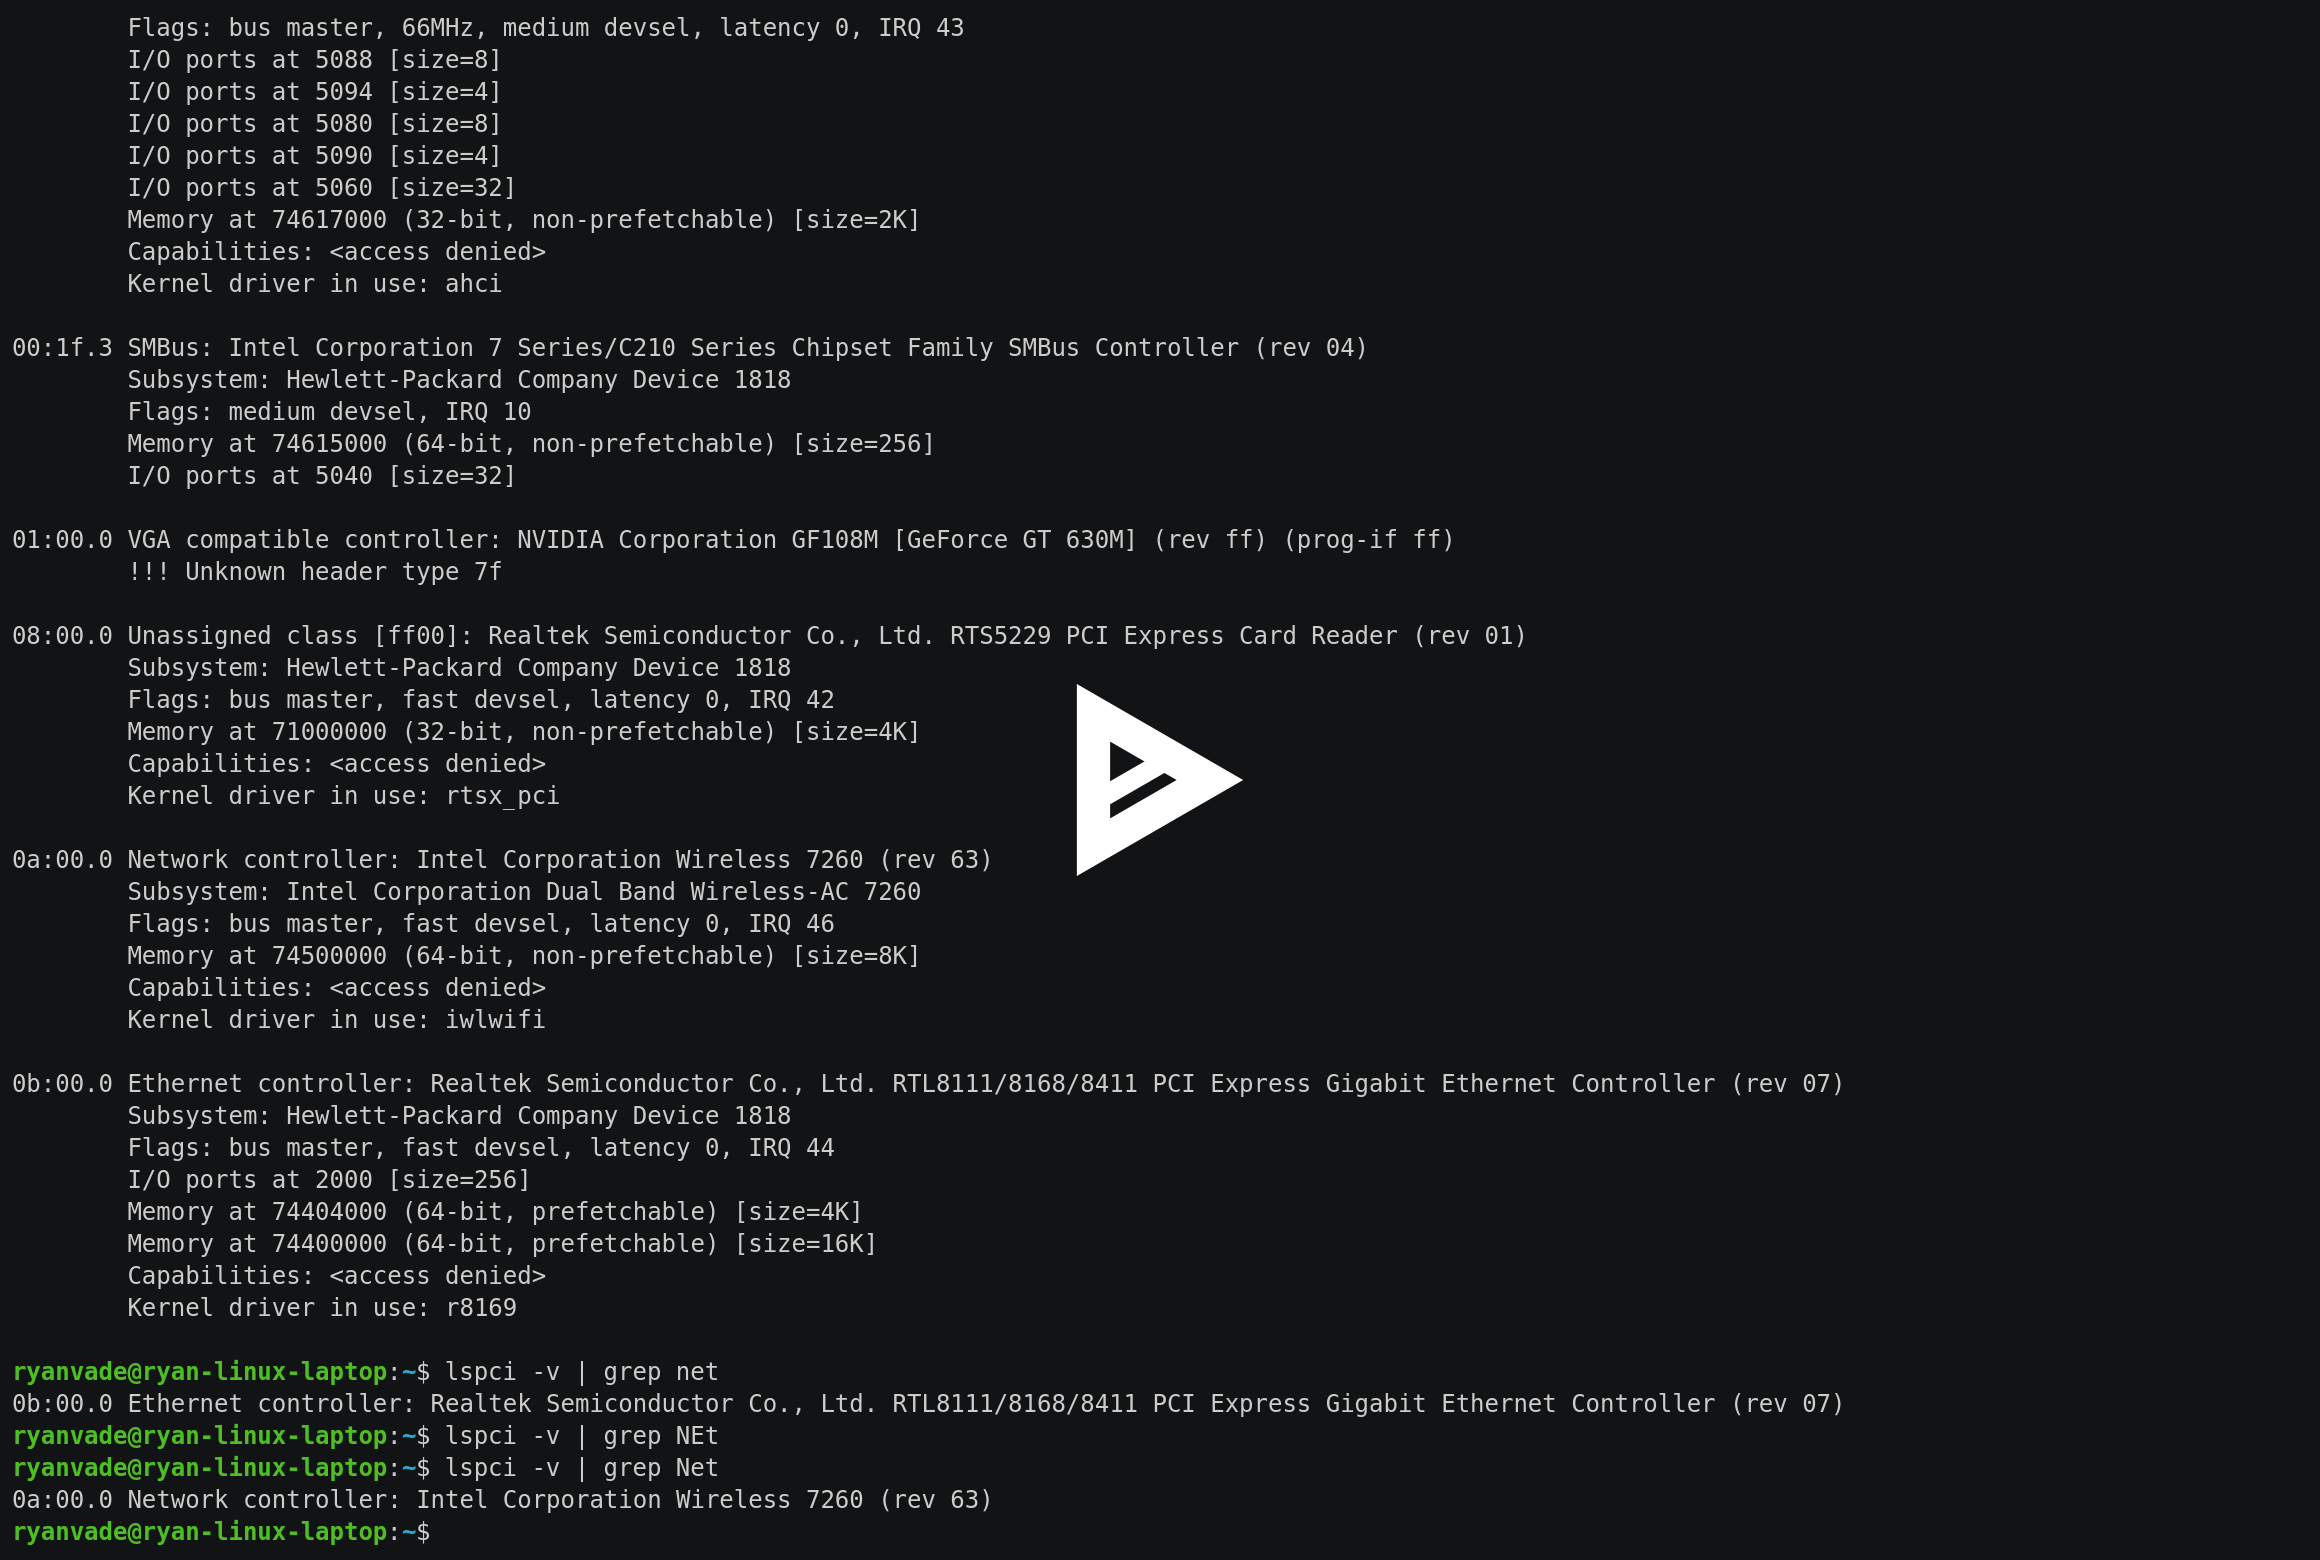 Flags: bus master, 66MHz, medium devsel, latency 0, IRQ 43
I/O ports at 5088 [size=8]
I/O ports at 5094 [size=4]
I/O ports at 5080 [size=8]
I/O ports at 5090 [size=4]
I/O ports at 5060 [size=32]
Memory at 74617000 (32-bit, non-prefetchable) [size=2K]
Capabilities: <access denied>
Kernel driver in use: ahci

00:1f.3 SMBus: Intel Corporation 7 Series/C210 Series Chipset Family SMBus Controller (rev 04)
Subsystem: Hewlett-Packard Company Device 1818
Flags: medium devsel, IRQ 10
Memory at 74615000 (64-bit, non-prefetchable) [size=256]
I/O ports at 5040 [size=32]

01:00.0 VGA compatible controller: NVIDIA Corporation GF108M [GeForce GT 630M] (rev ff) (prog-if ff)
!!! Unknown header type 7f

08:00.0 Unassigned class [ff00]: Realtek Semiconductor Co., Ltd. RTS5229 PCI Express Card Reader (rev 01)
Subsystem: Hewlett-Packard Company Device 1818
Flags: bus master, fast devsel, latency 0, IRQ 42
Memory at 71000000 (32-bit, non-prefetchable) [size=4K]
Capabilities: <access denied>
Kernel driver in use: rtsx_pci

0a:00.0 Network controller: Intel Corporation Wireless 7260 (rev 63)
Subsystem: Intel Corporation Dual Band Wireless-AC 7260
Flags: bus master, fast devsel, latency 0, IRQ 46
Memory at 74500000 (64-bit, non-prefetchable) [size=8K]
Capabilities: <access denied>
Kernel driver in use: iwlwifi

0b:00.0 Ethernet controller: Realtek Semiconductor Co., Ltd. RTL8111/8168/8411 PCI Express Gigabit Ethernet Controller (rev 07)
Subsystem: Hewlett-Packard Company Device 1818
Flags: bus master, fast devsel, latency 0, IRQ 44
I/O ports at 2000 [size=256]
Memory at 74404000 (64-bit, prefetchable) [size=4K]
Memory at 74400000 (64-bit, prefetchable) [size=16K]
Capabilities: <access denied>
Kernel driver in use: r8169

ryanvade@ryan-linux-laptop:~$ lspci -v | grep net
0b:00.0 Ethernet controller: Realtek Semiconductor Co., Ltd. RTL8111/8168/8411 PCI Express Gigabit Ethernet Controller (rev 07)
ryanvade@ryan-linux-laptop:~$ lspci -v | grep NEt
ryanvade@ryan-linux-laptop:~$ lspci -v | grep Net
0a:00.0 Network controller: Intel Corporation Wireless 7260 (rev 63)
ryanvade@ryan-linux-laptop:~$